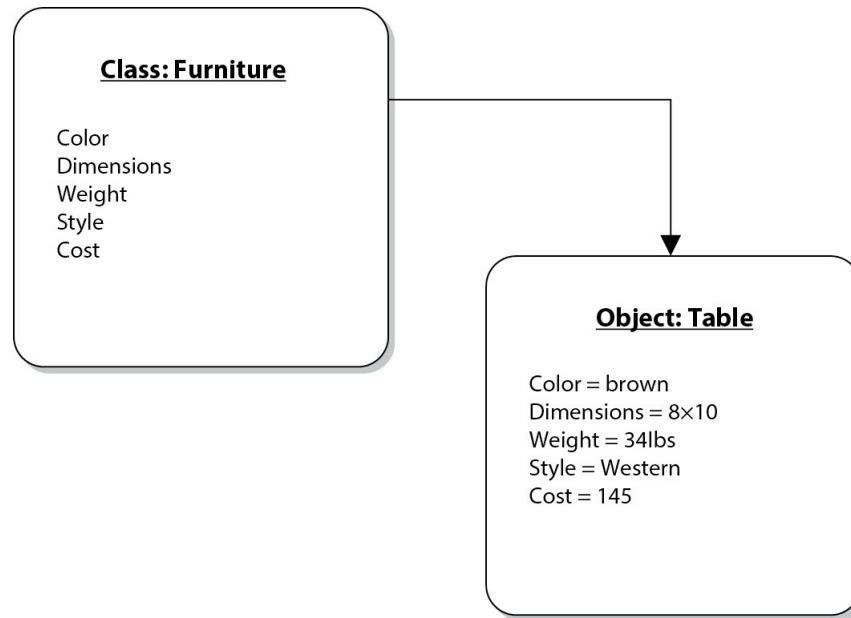 Class: Furniture
Color
Dimensions
Weight
Style
Cost
Object: Table
Color = brown
Dimensions = 8×10
Weight = 34lbs
Style = Western
Cost = 145